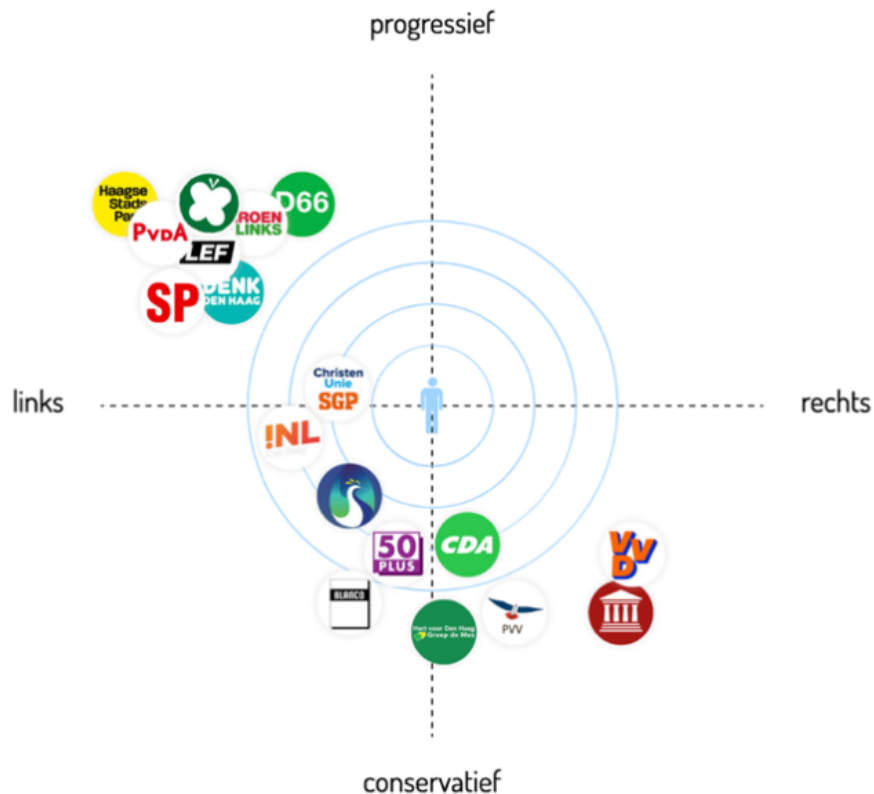 progressief
Haagse
Stads
Pa
PvdA
ROEN
LINKS
D66
LEF
SP
DENK
DEN HAAG
Christen
Unie
SGP
links
rechts
!NL
50
PLUS
CDA
VVD
BLANCO
Hart voor Den Haag
Groep de Mos
PVV
conservatief